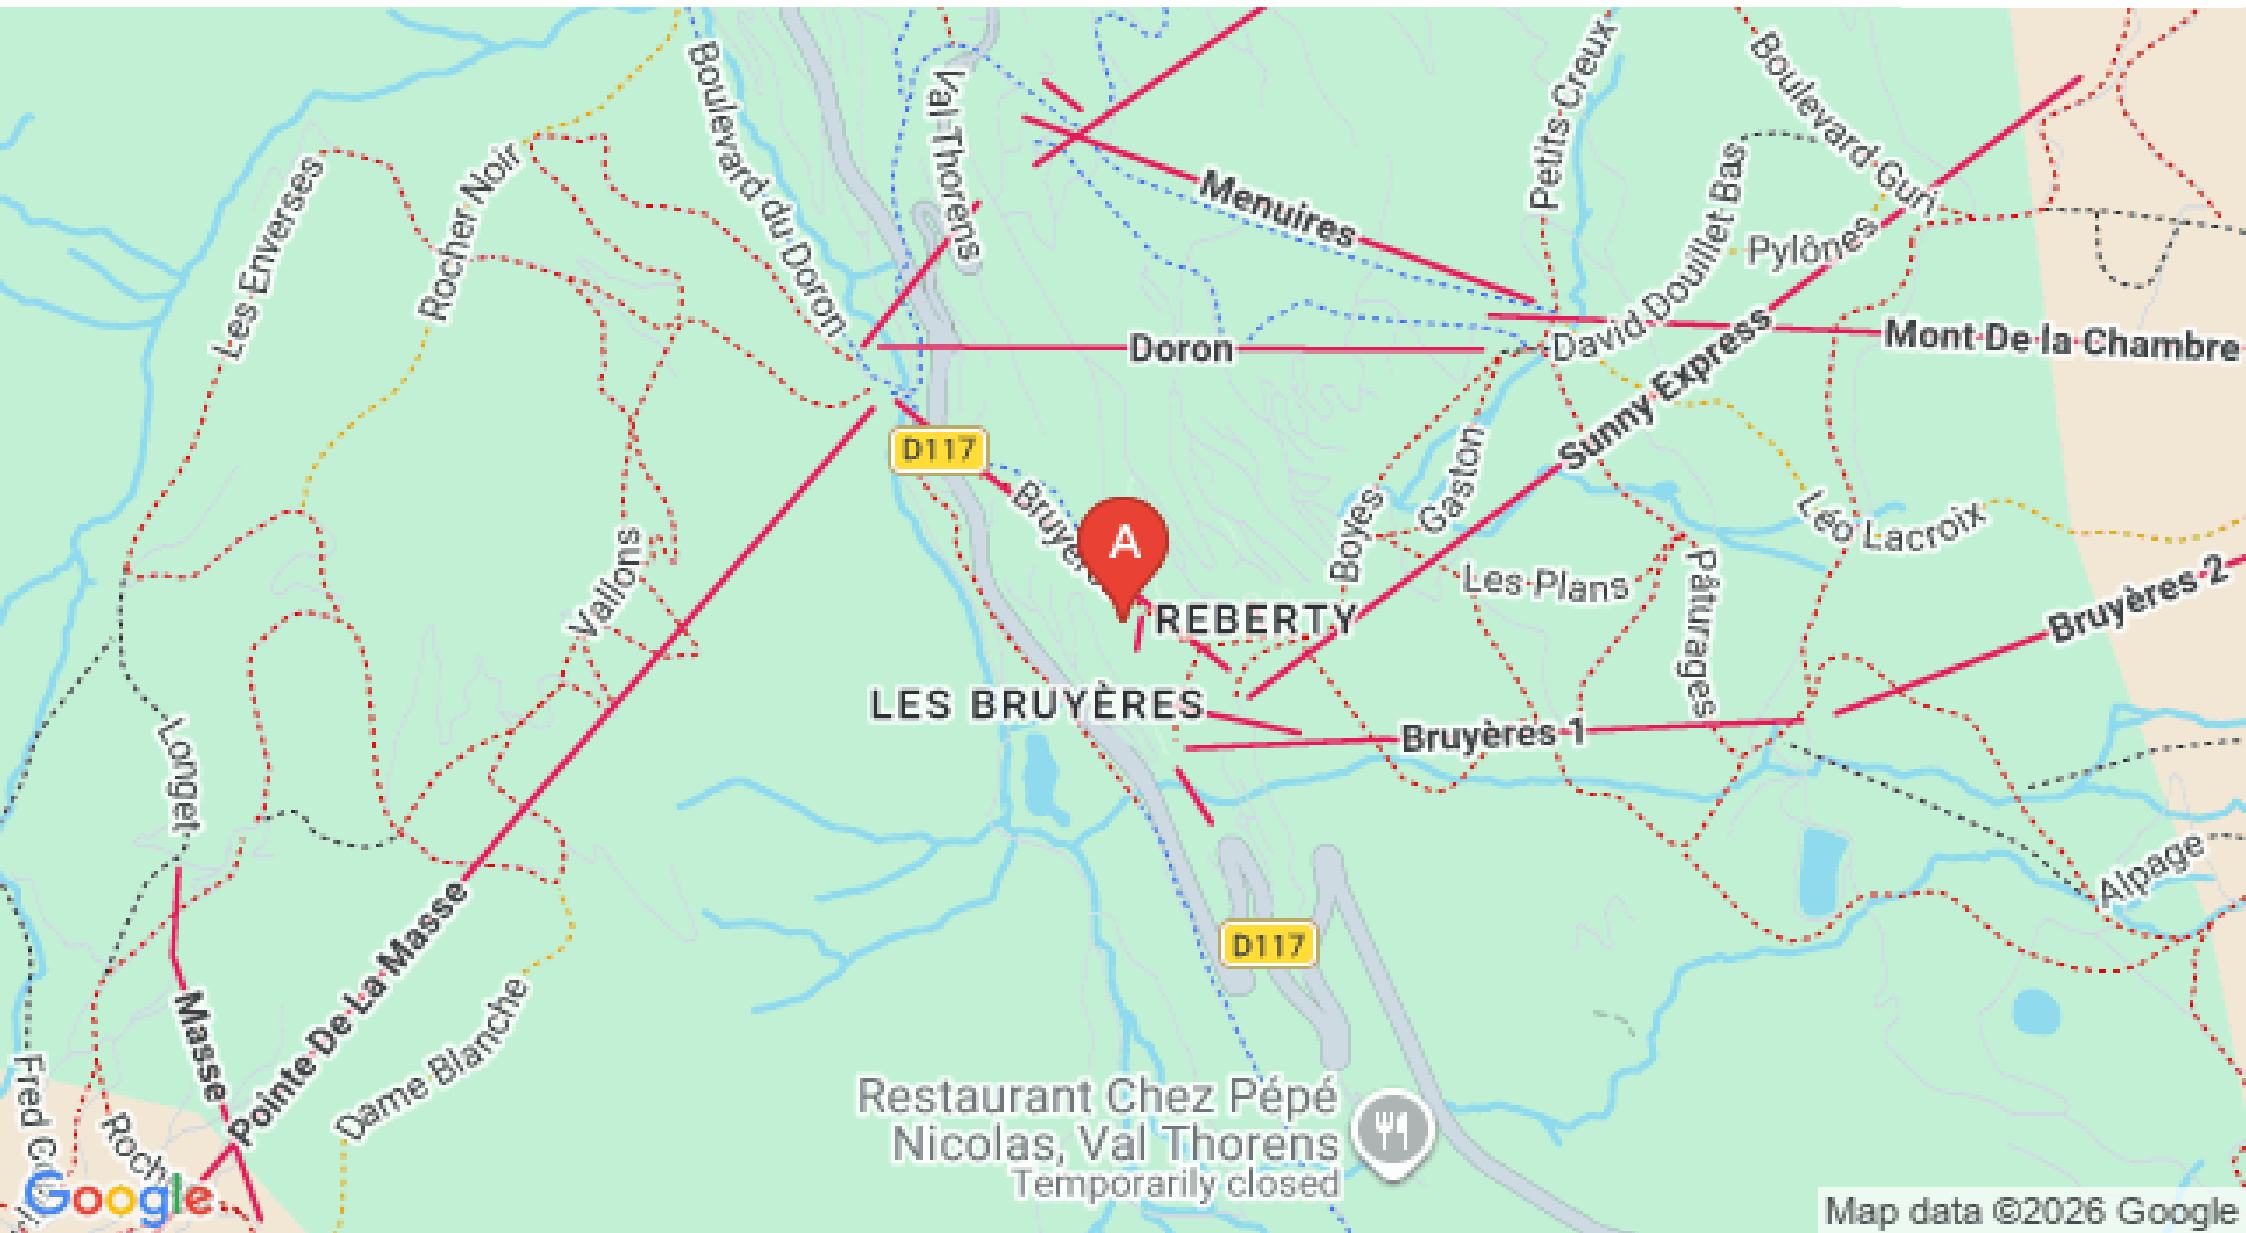 Boulevard du Doron
Val-Thorens
Petits-Creux
Boulevard Guri
Les Enverses
Rocher Noir
Menuires
David Douillet Bas
Pylônes
Doron
Mont De la Chambre
Sunny Express
D117
Gaston
Boyes
Léo Lacroix
A
Vallons
Les Plans
Pâturages
Bruyères 2
REBERTY
LES BRUYÈRES
Bruyères 1
Longet
Alpage
D117
Pointe De La Masse
Masse
Dame Blanche
Restaurant Chez Pépé
Nicolas, Val Thorens
Temporarily closed
Fred
Google
Map data ©2026 Google